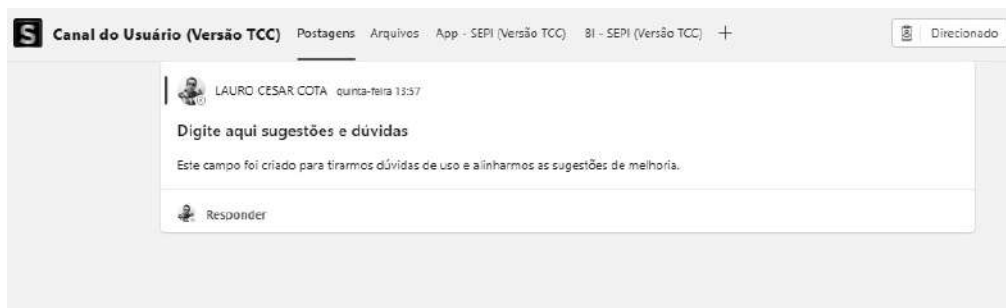 S Canal do Usuário (Versão TCC) Postagens Arquivos App - SEPI (Versão TCC) BI - SEPI (Versão TCC) + Direcionado
LAURO CESAR COTA quinta-feira 13:57
Digite aqui sugestões e dúvidas
Este campo foi criado para tirarmos dúvidas de uso e alinharmos as sugestões de melhoria.
Responder